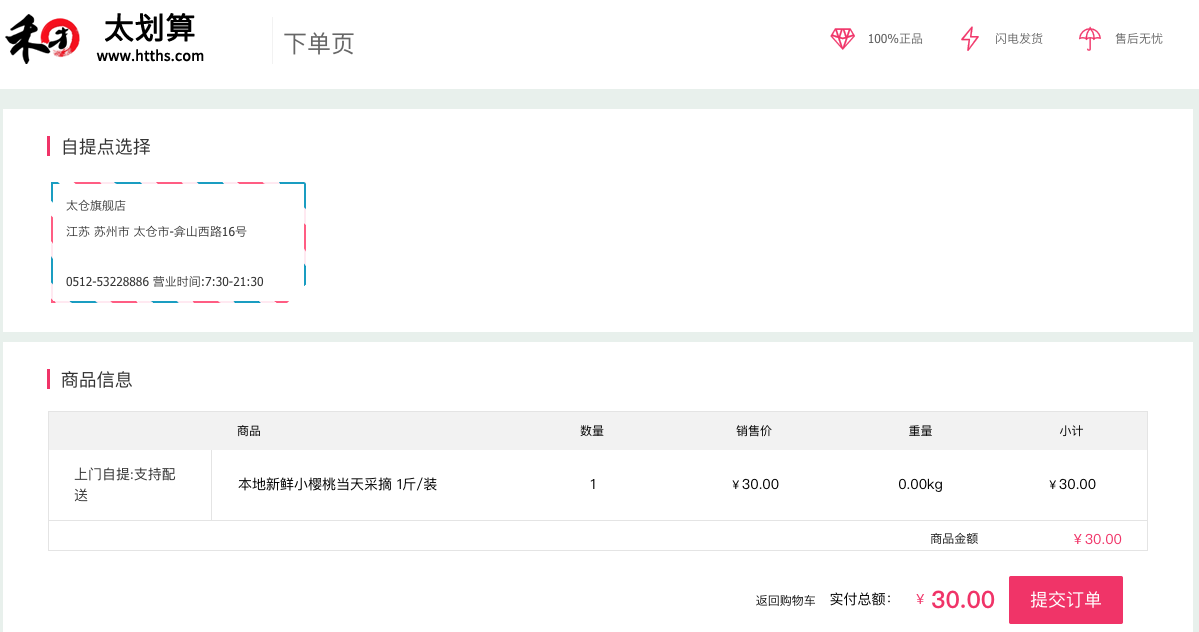 禾团
太划算
www.htths.com
下单页
100%正品
闪电发货
售后无忧
自提点选择
太仓旗舰店
江苏 苏州市 太仓市-弇山西路16号
0512-53228886 营业时间:7:30-21:30
商品信息
商品 数量 销售价 重量 小计
上门自提:支持配
送
本地新鲜小樱桃当天采摘 1斤/装 1 ￥30.00 0.00kg ￥30.00
商品金额 ￥30.00
返回购物车 实付总额： ￥30.00 提交订单